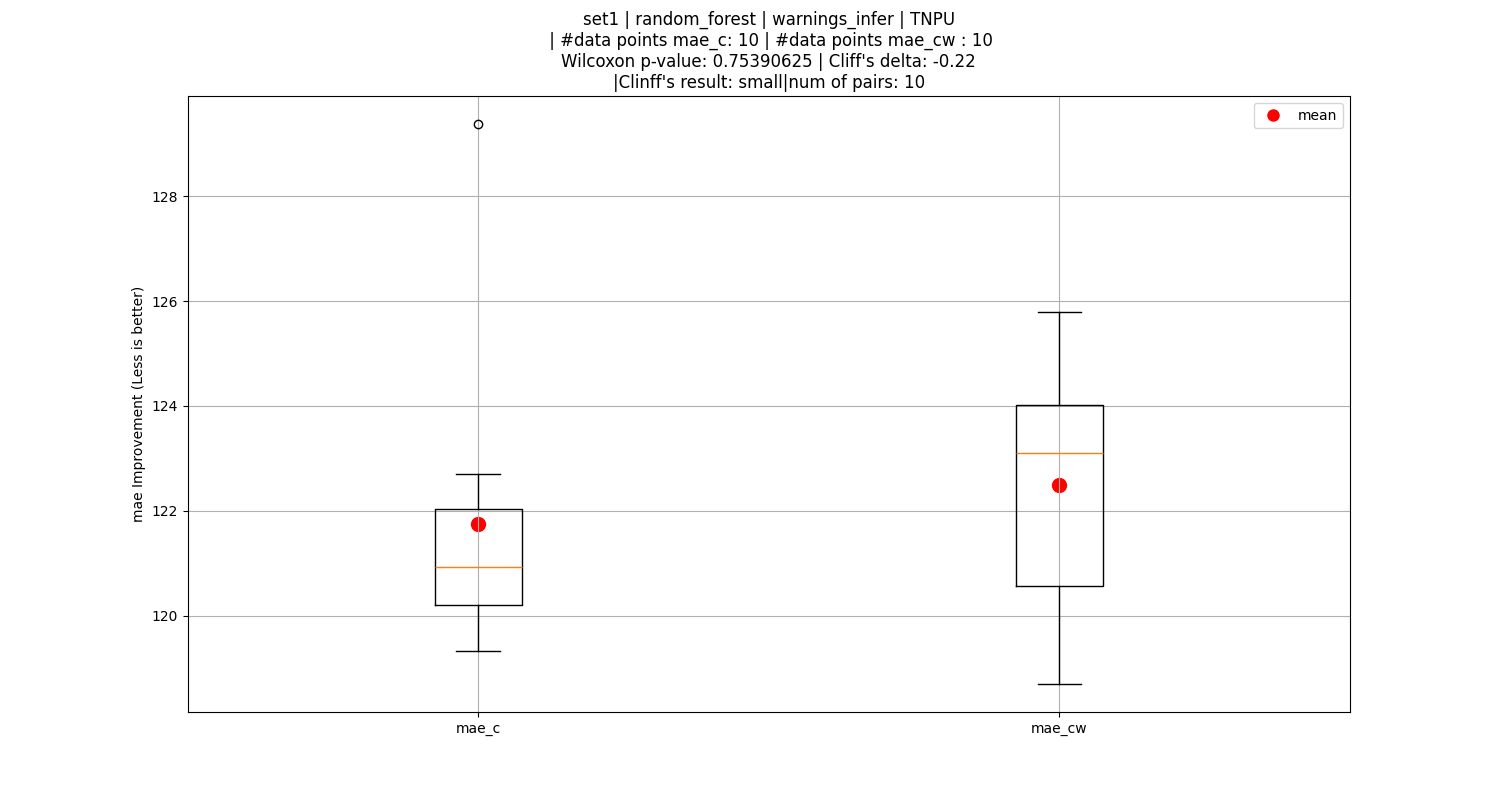 set1 | random_forest | warnings_infer | TNPU
| #data points mae_c: 10 | #data points mae_cw : 10
Wilcoxon p-value: 0.75390625 | Cliff's delta: -0.22
|Clinff's result: small|num of pairs: 10
mean
128
126
124
122
120
mae Improvement (Less is better)
mae_c
mae_cw